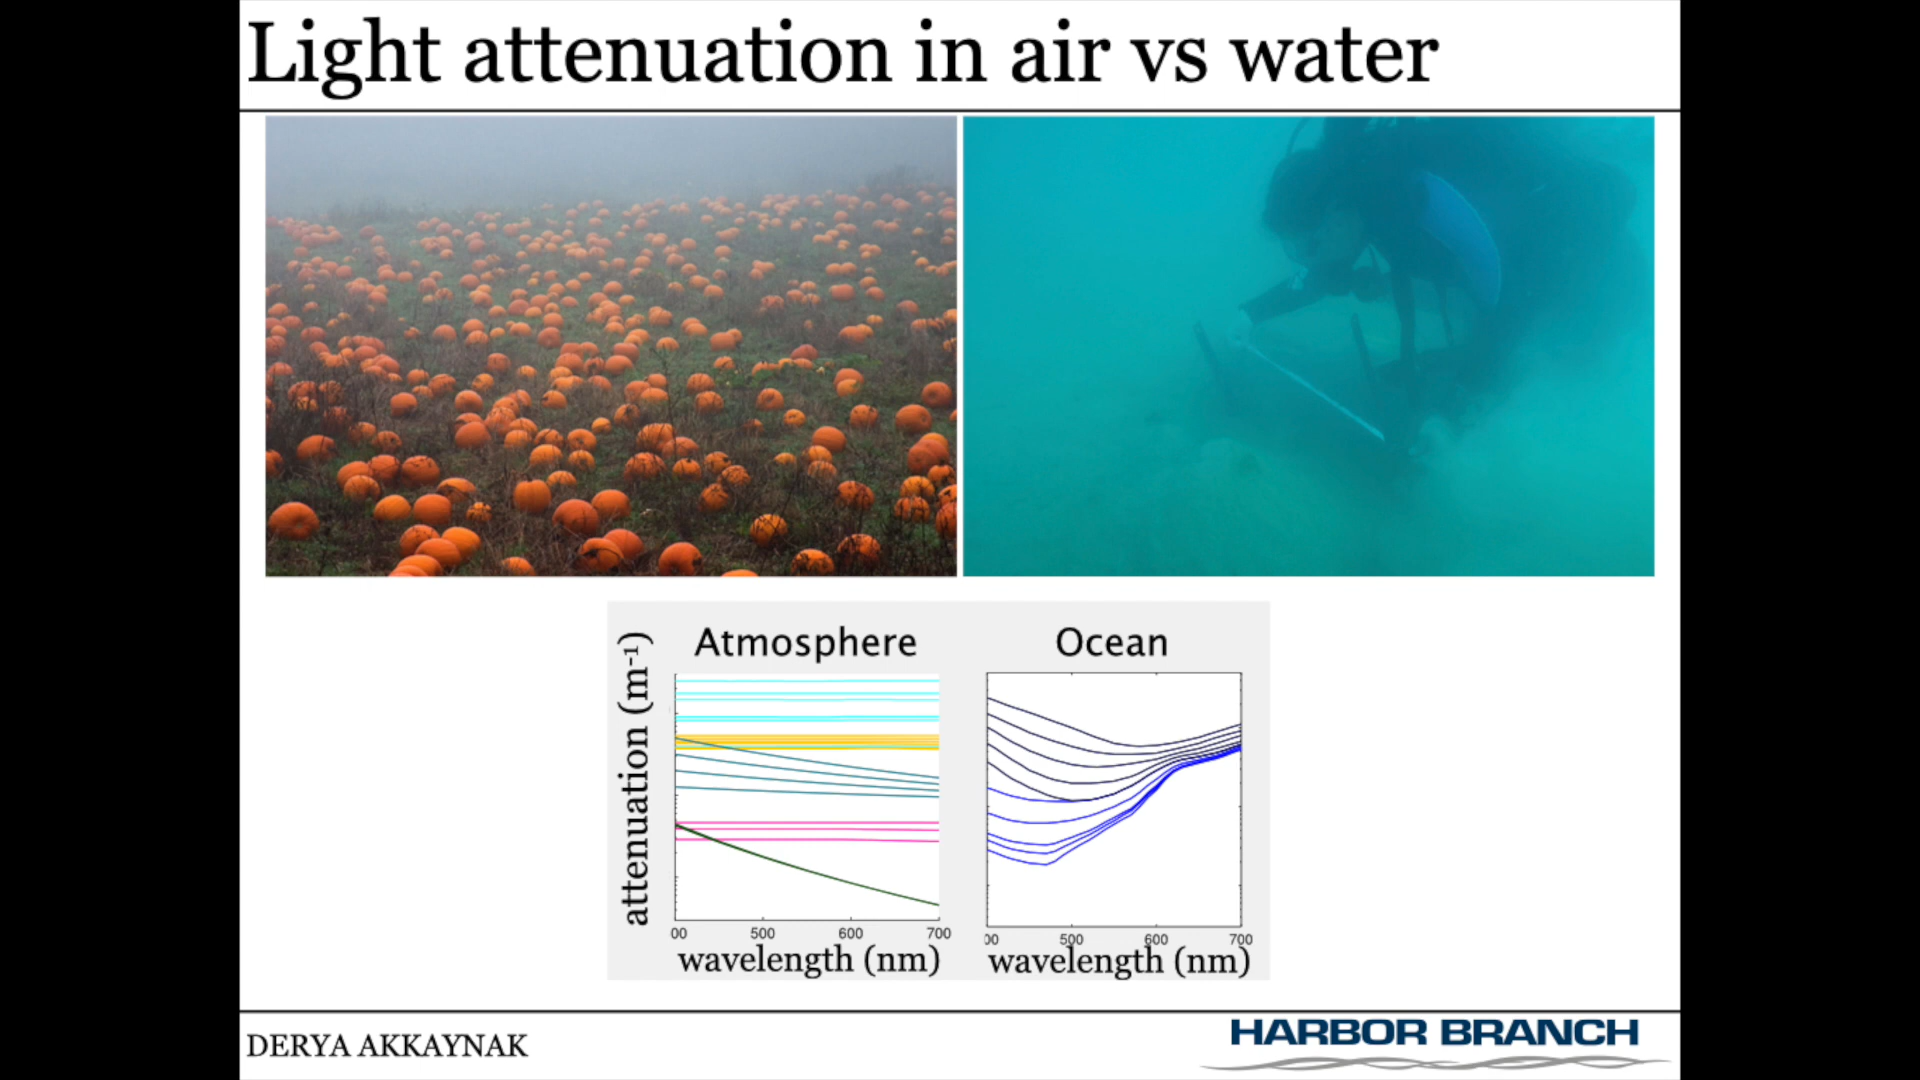 Light attenuation in air vs water
Atmosphere
Ocean
attenuation (m-1)
00 500 600 700
wavelength (nm)
00 500 600 700
wavelength (nm)
DERYA AKKAYNAK
HARBOR BRANCH